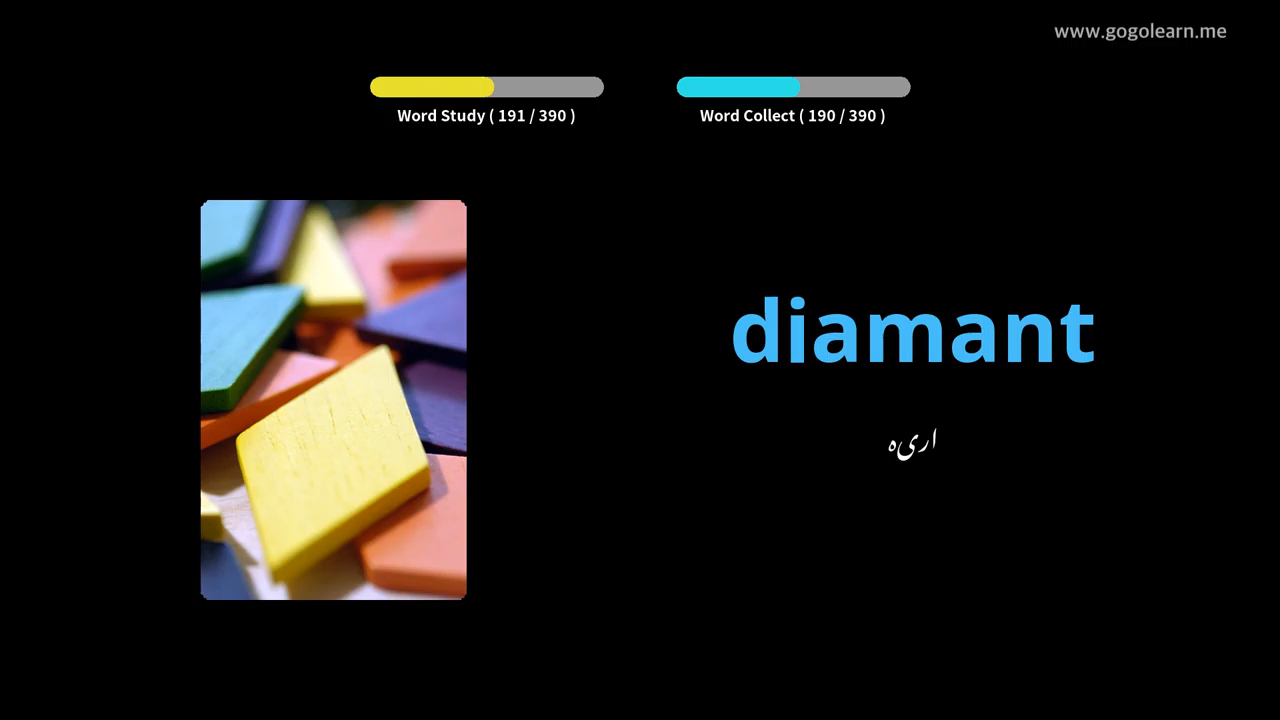 www.gogolearn.me
Word Study ( 191 / 390 )
Word Collect ( 190 / 390 )
diamant
اریہ